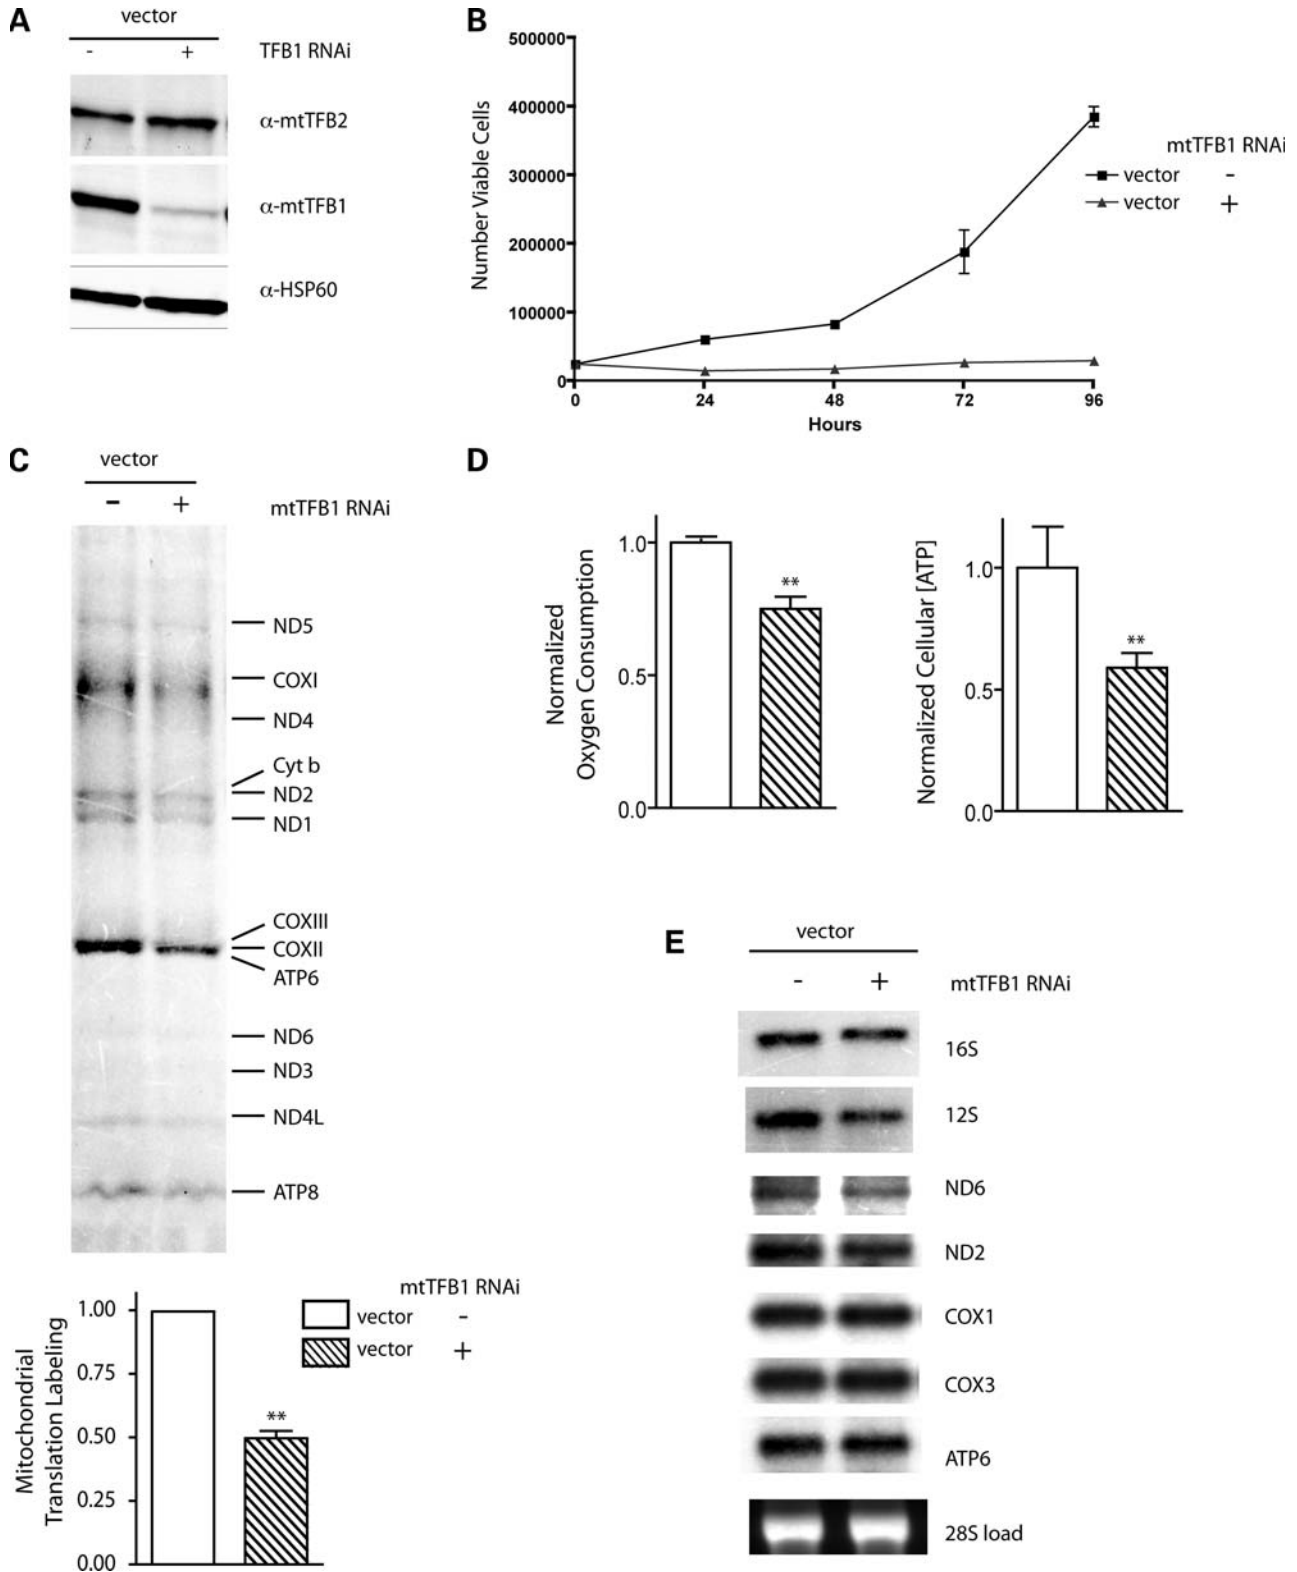 A
vector
- +
TFB1 RNAi
α-mtTFB2
α-mtTFB1
α-HSP60
B
Number Viable Cells
500000
400000
300000
200000
100000
0
0 24 48 72 96
Hours
mtTFB1 RNAi
vector -
vector +
C
vector
- +
mtTFB1 RNAi
ND5
COXI
ND4
Cyt b
ND2
ND1
COXIII
COXII
ATP6
ND6
ND3
ND4L
ATP8
Mitochondrial
Translation Labeling
1.00
0.75
0.50
0.25
0.00
**
mtTFB1 RNAi
vector -
vector +
D
Normalized
Oxygen Consumption
1.0
0.5
0.0
**
Normalized Cellular [ATP]
1.0
0.5
0.0
**
E
vector
- +
mtTFB1 RNAi
16S
12S
ND6
ND2
COX1
COX3
ATP6
28S load